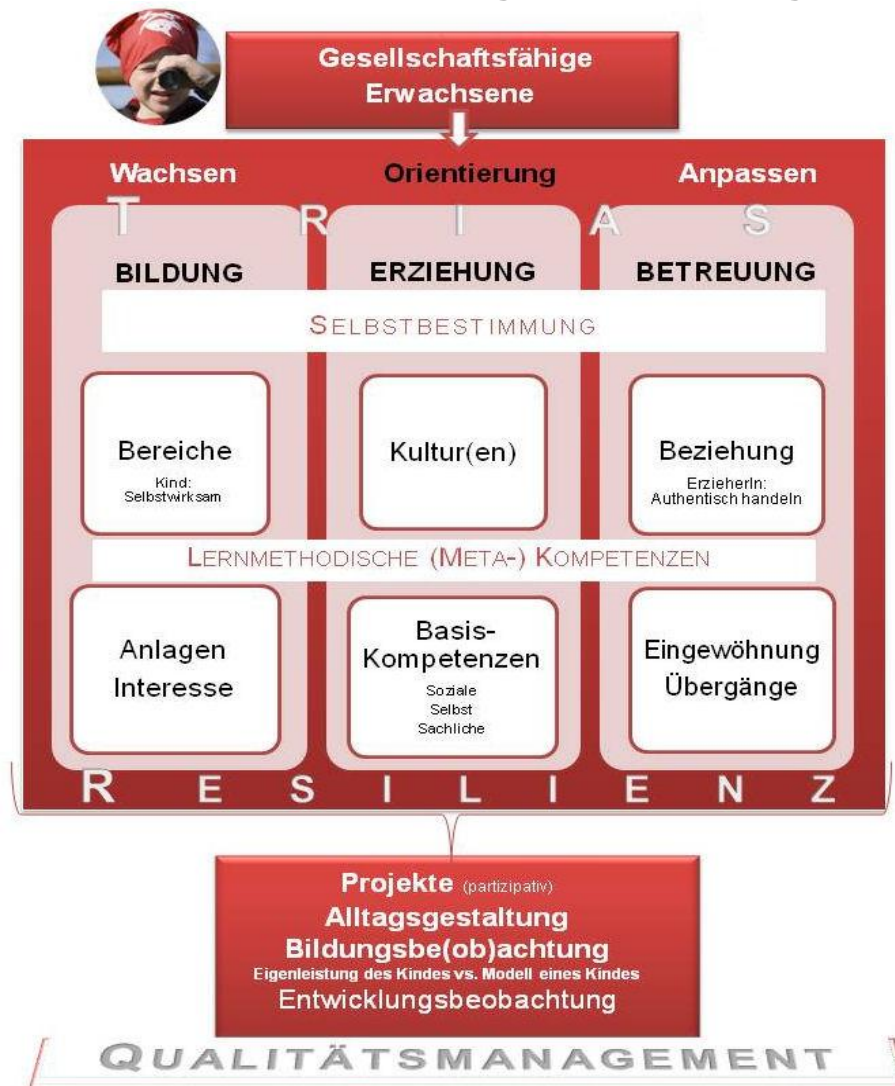 Gesellschaftsfähige
Erwachsene
Wachsen Orientierung Anpassen
TRIAS
BILDUNG ERZIEHUNG BETREUUNG
SELBSTBESTIMMUNG
Bereiche
Kind:
Selbstwirksam
Kultur(en)
Beziehung
ErzieherIn:
Authentisch handeln
LERNMETHODISCHE (META-) KOMPETENZEN
Anlagen
Interesse
Basis-
Kompetenzen
Soziale
Selbst
Sachliche
Eingewöhnung
Übergänge
RESILIENZ
Projekte (partizipativ)
Alltagsgestaltung
Bildungsbe(ob)achtung
Eigenleistung des Kindes vs. Modell eines Kindes
Entwicklungsbeobachtung
QUALITÄTSMANAGEMENT